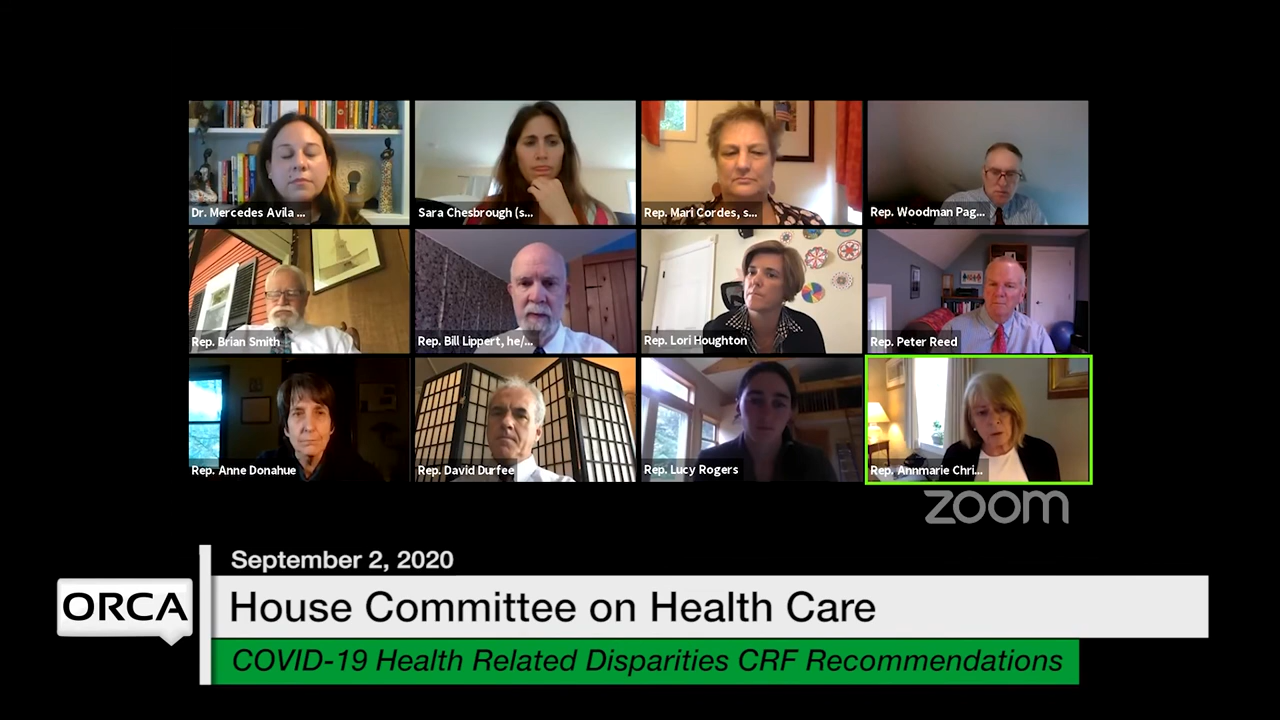 Dr. Mercedes Avila ...
Sara Chesbrough (s...
Rep. Mari Cordes, s...
Rep. Woodman Pag...
Rep. Brian Smith
Rep. Bill Lippert, he/...
Rep. Lori Houghton
Rep. Peter Reed
Rep. Anne Donahue
Rep. David Durfee
Rep. Lucy Rogers
Rep. Annmarie Chri...
zoom
September 2, 2020
ORCA
House Committee on Health Care
COVID-19 Health Related Disparities CRF Recommendations